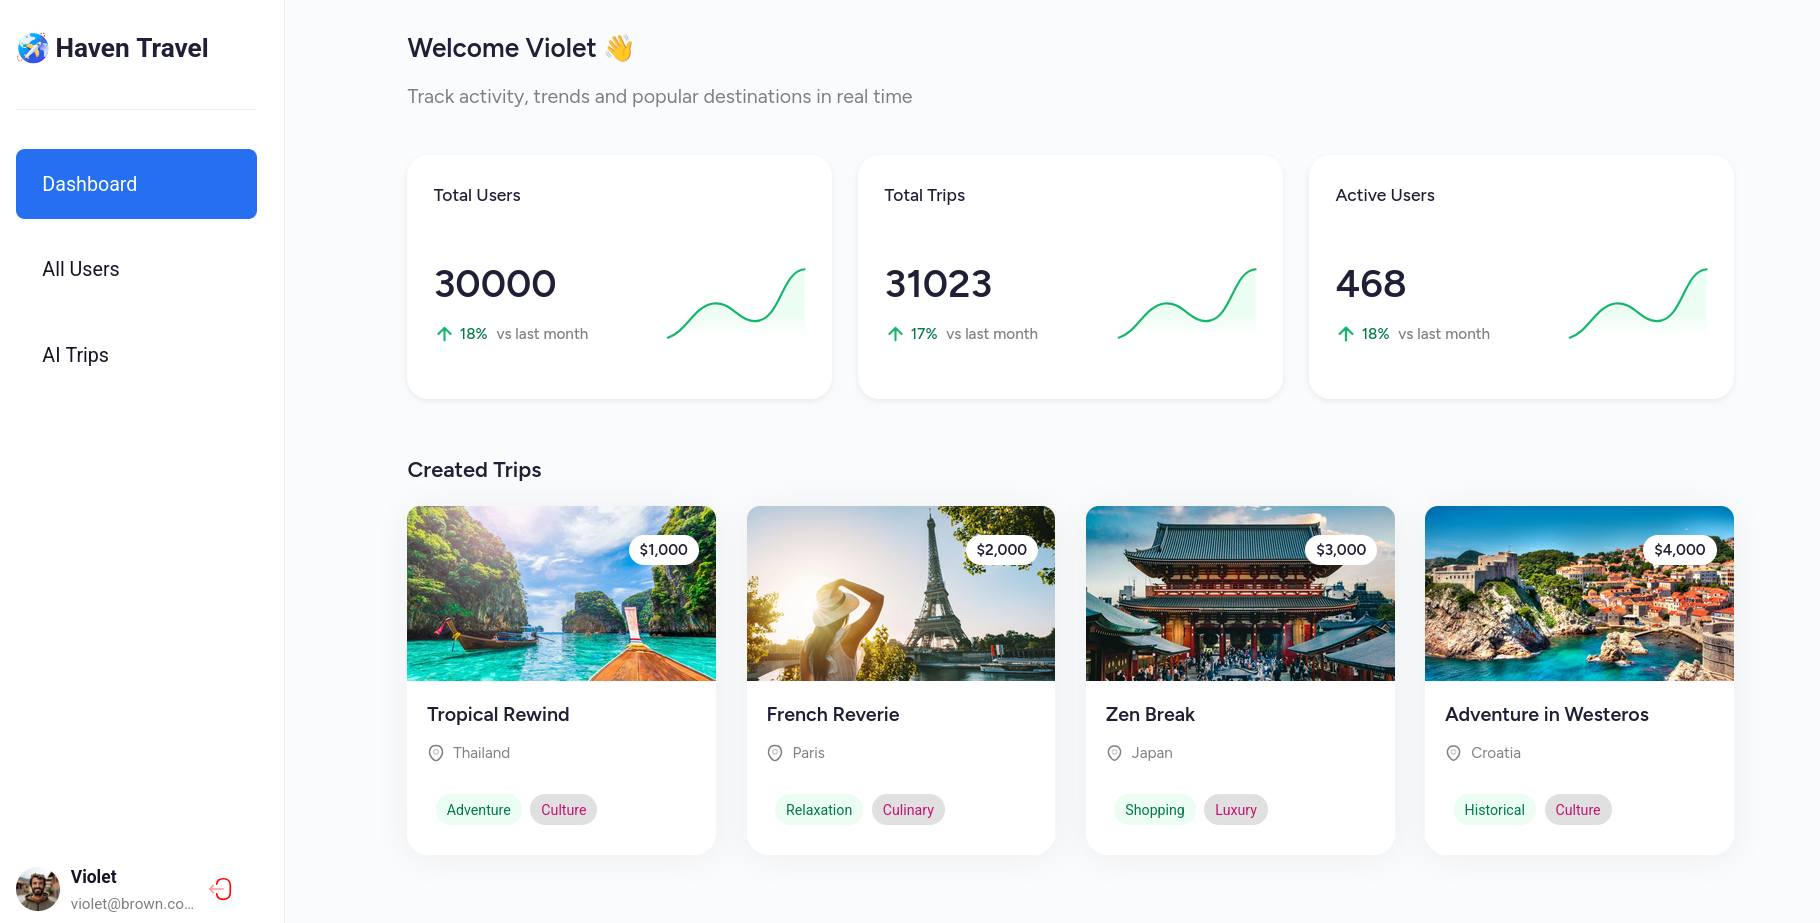 Haven Travel
Dashboard
All Users
AI Trips
Violet
violet@brown.co...
Welcome Violet 👋
Track activity, trends and popular destinations in real time
Total Users
30000
18% vs last month
Total Trips
31023
17% vs last month
Active Users
468
18% vs last month
Created Trips
$1,000
Tropical Rewind
Thailand
Adventure Culture
$2,000
French Reverie
Paris
Relaxation Culinary
$3,000
Zen Break
Japan
Shopping Luxury
$4,000
Adventure in Westeros
Croatia
Historical Culture